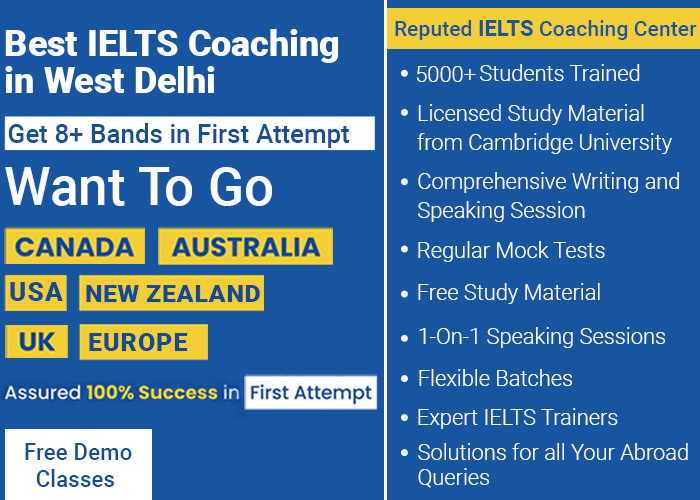 Best IELTS Coaching
in West Delhi
Get 8+ Bands in First Attempt
Want To Go
CANADA AUSTRALIA
USA NEW ZEALAND
UK EUROPE
Assured 100% Success in First Attempt
Free Demo
Classes
Reputed IELTS Coaching Center
• 5000+ Students Trained
• Licensed Study Material
from Cambridge University
• Comprehensive Writing and
Speaking Session
• Regular Mock Tests
• Free Study Material
• 1-On-1 Speaking Sessions
• Flexible Batches
• Expert IELTS Trainers
• Solutions for all Your Abroad
Queries